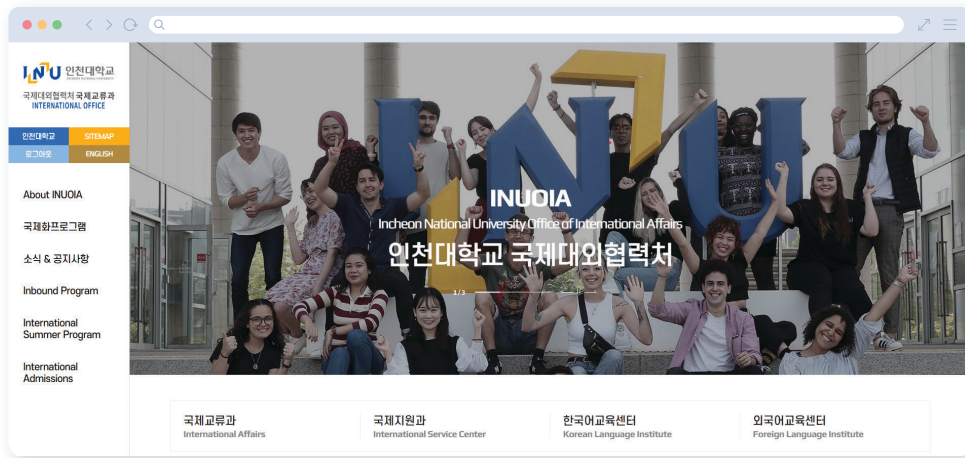 INU 인천대학교
INCHEON NATIONAL UNIVERSITY
국제대외협력처 국제교류과
INTERNATIONAL OFFICE
인천대학교
SITEMAP
로그아웃
ENGLISH
About INUOIA
국제화프로그램
소식 & 공지사항
Inbound Program
International
Summer Program
International
Admissions
INU
INUOIA
Incheon National University Office of International Affairs
인천대학교 국제대외협력처
1/3
국제교류과
International Affairs
국제지원과
International Service Center
한국어교육센터
Korean Language Institute
외국어교육센터
Foreign Language Institute